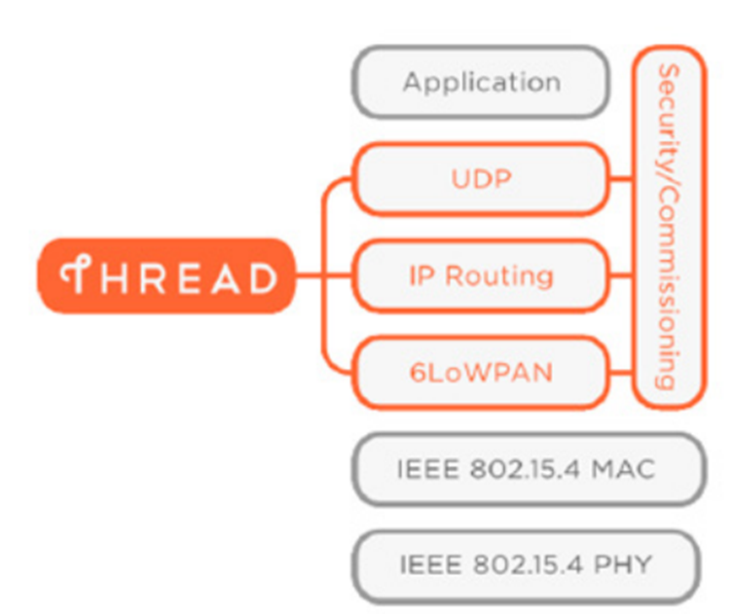 Application
UDP
THREAD
IP Routing
6LoWPAN
Security/Commissioning
IEEE 802.15.4 MAC
IEEE 802.15.4 PHY